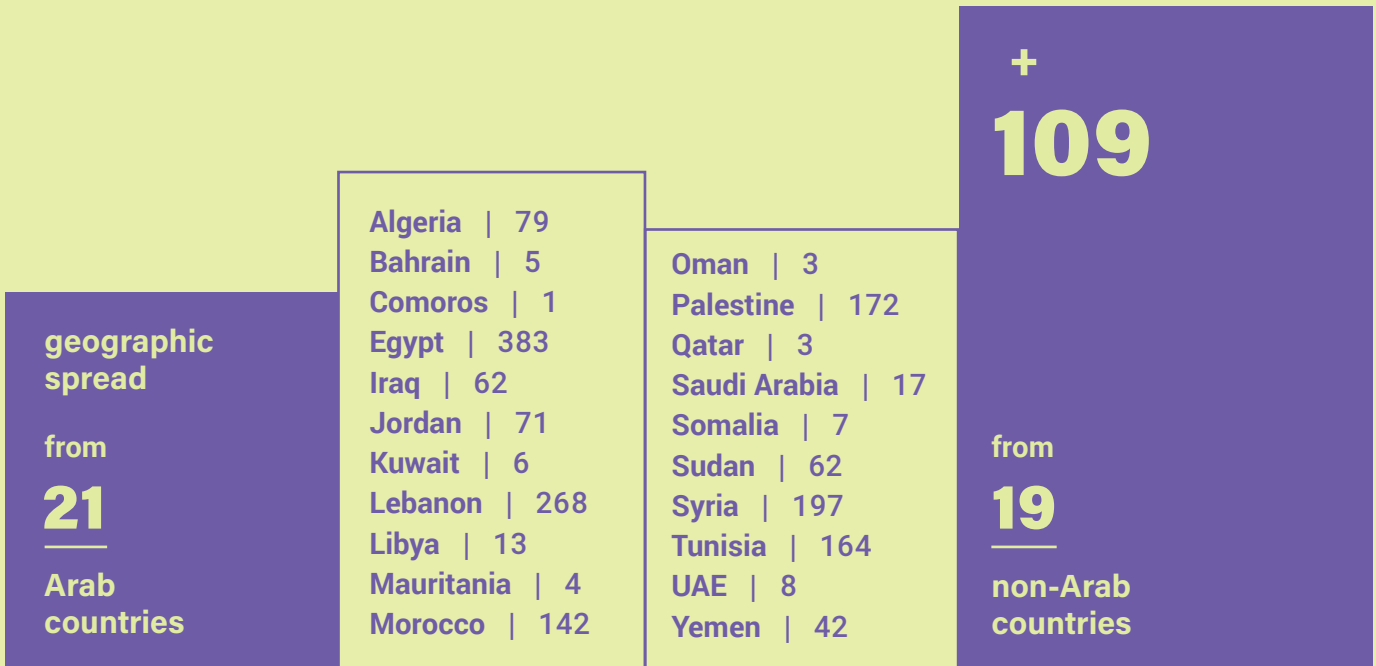 geographic
spread
from
21
Arab
countries
Algeria | 79
Bahrain | 5
Comoros | 1
Egypt | 383
Iraq | 62
Jordan | 71
Kuwait | 6
Lebanon | 268
Libya | 13
Mauritania | 4
Morocco | 142
Oman | 3
Palestine | 172
Qatar | 3
Saudi Arabia | 17
Somalia | 7
Sudan | 62
Syria | 197
Tunisia | 164
UAE | 8
Yemen | 42
+
109
from
19
non-Arab
countries